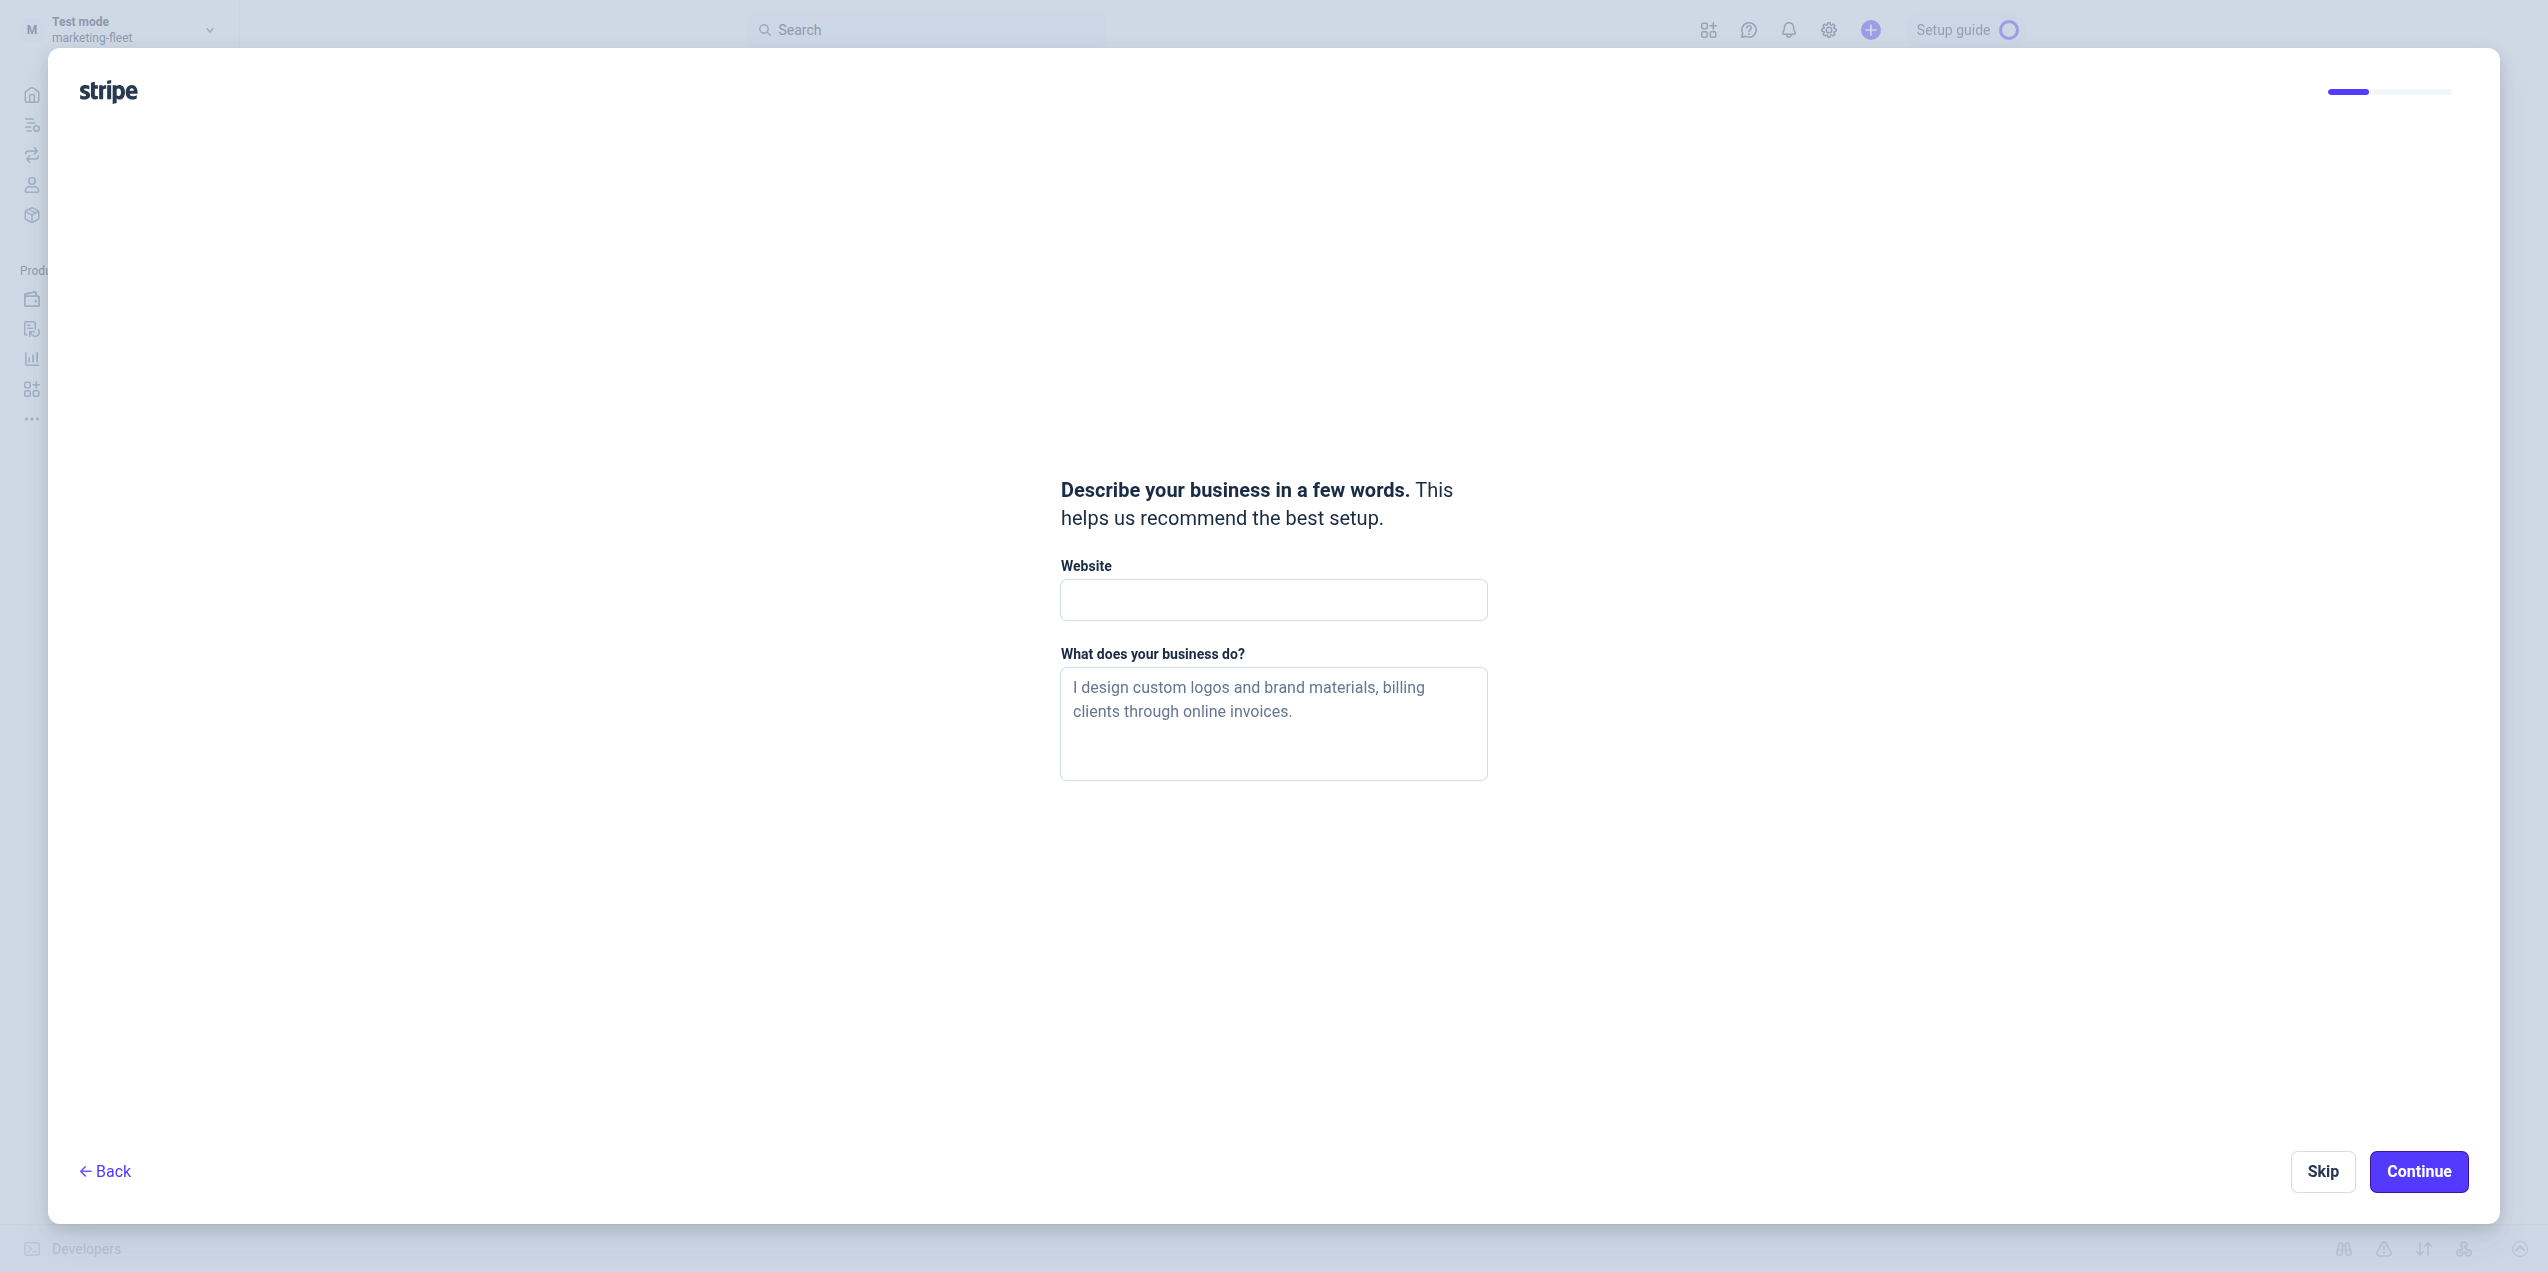 M
Test mode
marketing-fleet
Search
Setup guide
stripe
Produ
Describe your business in a few words. This
helps us recommend the best setup.
Website
What does your business do?
I design custom logos and brand materials, billing
clients through online invoices.
← Back
Skip
Continue
Developers